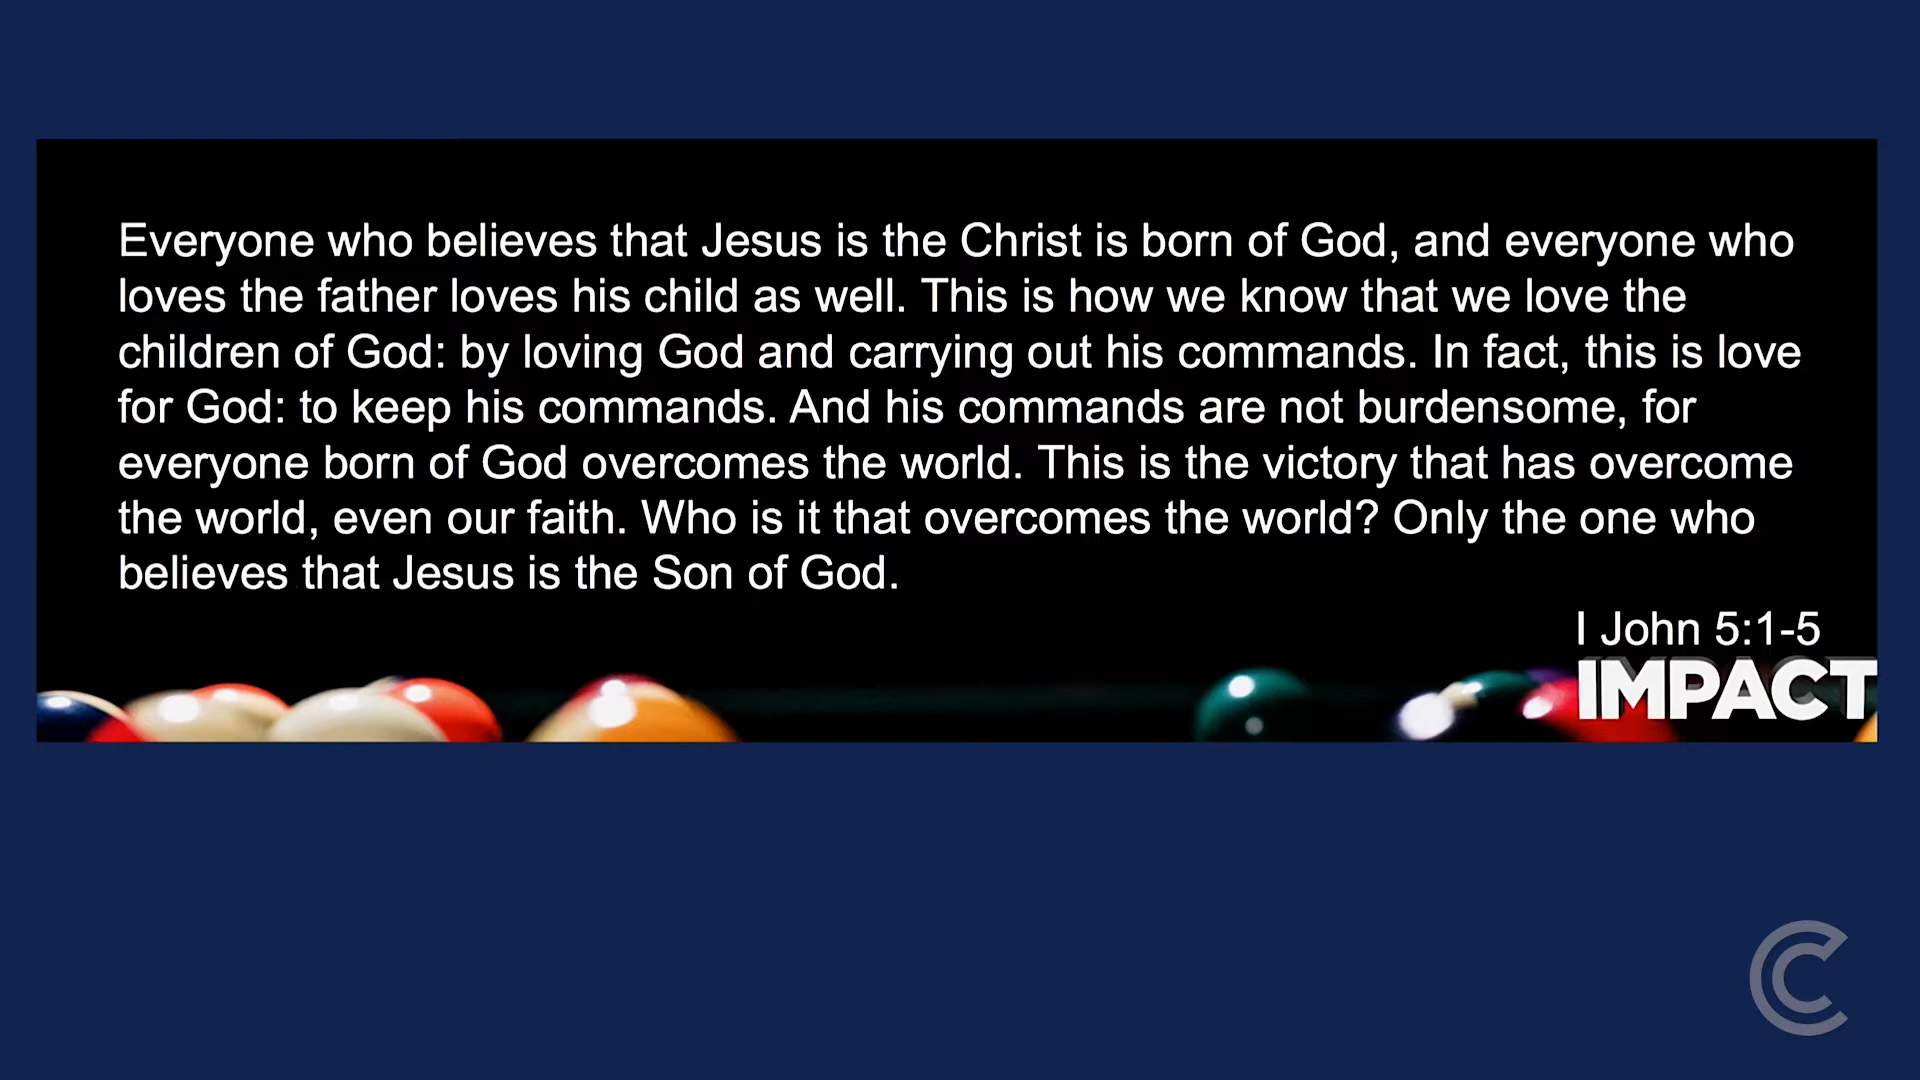 Everyone who believes that Jesus is the Christ is born of God, and everyone who
loves the father loves his child as well. This is how we know that we love the
children of God: by loving God and carrying out his commands. In fact, this is love
for God: to keep his commands. And his commands are not burdensome, for
everyone born of God overcomes the world. This is the victory that has overcome
the world, even our faith. Who is it that overcomes the world? Only the one who
believes that Jesus is the Son of God.
I John 5:1-5
IMPACT